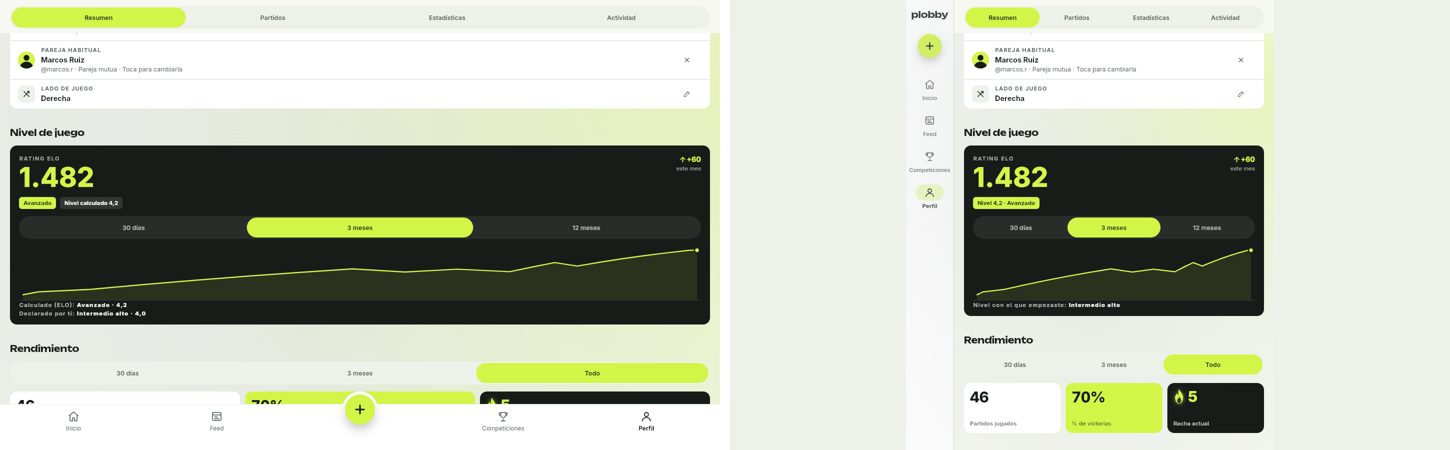 Resumen
Partidos
Estadísticas
Actividad
PAREJA HABITUAL
Marcos Ruiz
@marcos.r · Pareja mutua · Toca para cambiarla
LADO DE JUEGO
Derecha
Nivel de juego
RATING ELO
1.482
+60
este mes
Avanzado
Nivel calculado 4,2
30 días
3 meses
12 meses
Calculado (ELO): Avanzado · 4,2
Declarado por ti: Intermedio alto · 4,0
Rendimiento
30 días
3 meses
Todo
46
70%
5
Inicio
Feed
Competiciones
Perfil
plobby
Inicio
Feed
Competiciones
Perfil
Resumen
Partidos
Estadísticas
Actividad
PAREJA HABITUAL
Marcos Ruiz
@marcos.r · Pareja mutua · Toca para cambiarla
LADO DE JUEGO
Derecha
Nivel de juego
RATING ELO
1.482
+60
este mes
Nivel 4,2 · Avanzado
30 días
3 meses
12 meses
Nivel con el que empezaste: Intermedio alto
Rendimiento
30 días
3 meses
Todo
46
Partidos jugados
70%
% de victorias
5
Racha actual